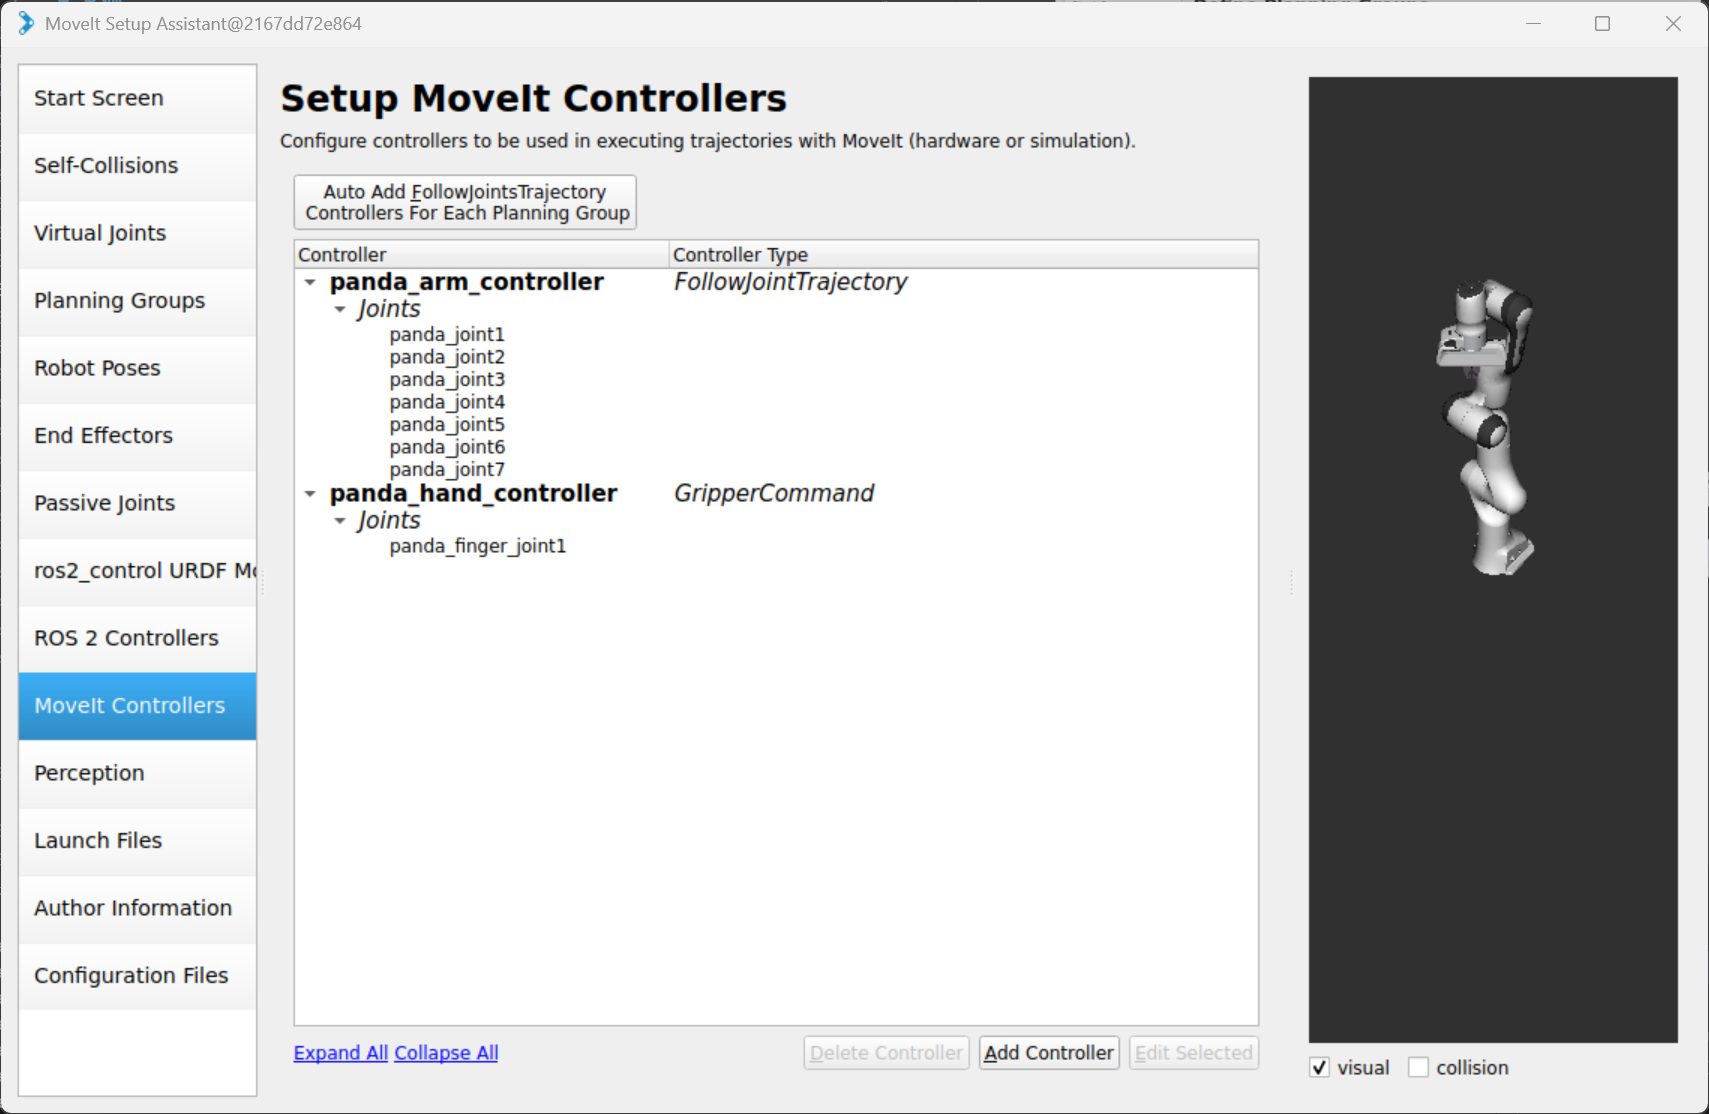 MoveIt Setup Assistant@2167dd72e864
Start Screen
Self-Collisions
Virtual Joints
Planning Groups
Robot Poses
End Effectors
Passive Joints
ros2_control URDF Mo
ROS 2 Controllers
MoveIt Controllers
Perception
Launch Files
Author Information
Configuration Files
Setup MoveIt Controllers
Configure controllers to be used in executing trajectories with MoveIt (hardware or simulation).
Auto Add FollowJointsTrajectory
Controllers For Each Planning Group
Controller Controller Type
panda_arm_controller FollowJointTrajectory
Joints
panda_joint1
panda_joint2
panda_joint3
panda_joint4
panda_joint5
panda_joint6
panda_joint7
panda_hand_controller GripperCommand
Joints
panda_finger_joint1
Expand All Collapse All Delete Controller Add Controller Edit Selected
visual collision